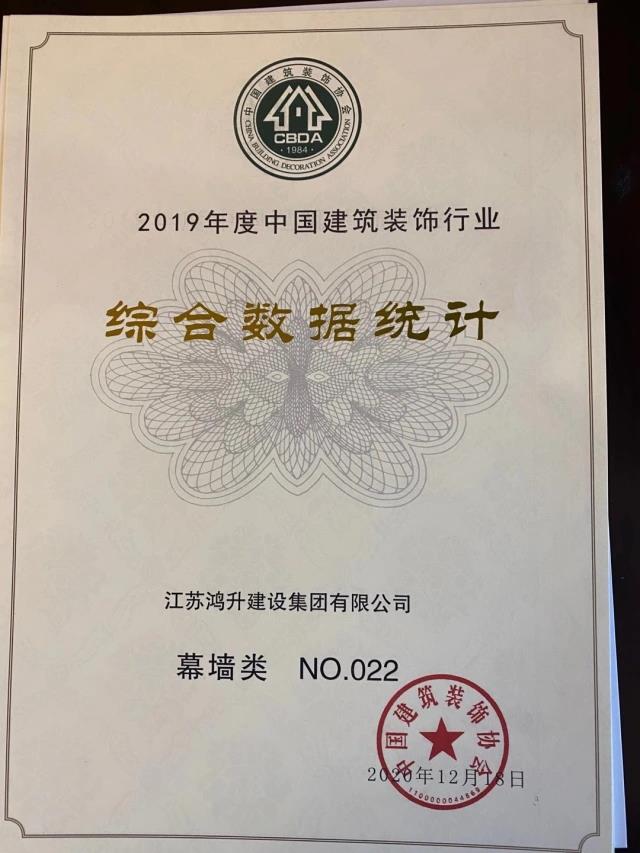 中国建筑装饰协会
CBDA
·1984·
CHINA BUILDING DECORATION ASSOCIATION
2019年度中国建筑装饰行业
综合数据统计
江苏鸿升建设集团有限公司
幕墙类 NO.022
中国建筑装饰协会
2020年12月18日
1100000044669